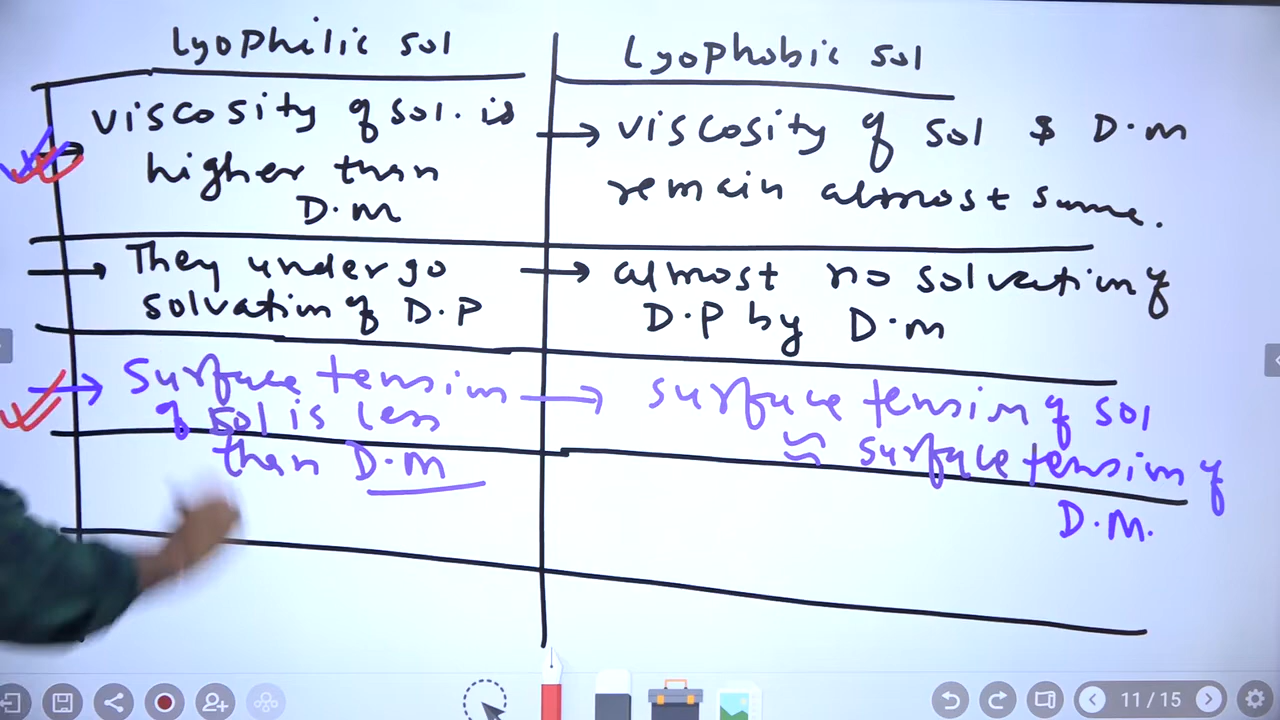 Lyophilic sol
Lyophobic sol
viscosity of sol. is
higher than
D.M
viscosity of sol $ D.M
remain almost same.
They undergo
solvation of D.P
almost no solvation of
D.P by D.M
Surface tension
of sol is less
than D.M
surface tension of sol
≈ surface tension of
D.M.
11/15